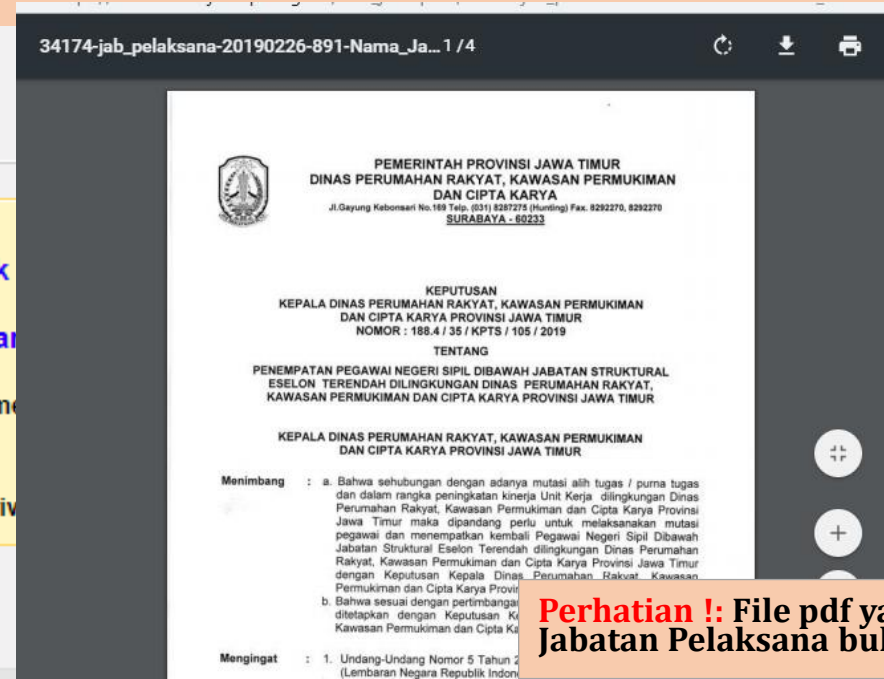 34174-jab_pelaksana-20190226-891-Nama_Ja... 1 / 4
PEMERINTAH PROVINSI JAWA TIMUR
DINAS PERUMAHAN RAKYAT, KAWASAN PERMUKIMAN
DAN CIPTA KARYA
Jl.Gayung Kebonsari No.169 Telp. (031) 8287275 (Hunting) Fax. 8292270, 8292270
SURABAYA - 60233
KEPUTUSAN
KEPALA DINAS PERUMAHAN RAKYAT, KAWASAN PERMUKIMAN
DAN CIPTA KARYA PROVINSI JAWA TIMUR
NOMOR : 188.4 / 35 / KPTS / 105 / 2019
TENTANG
PENEMPATAN PEGAWAI NEGERI SIPIL DIBAWAH JABATAN STRUKTURAL
ESELON TERENDAH DILINGKUNGAN DINAS PERUMAHAN RAKYAT,
KAWASAN PERMUKIMAN DAN CIPTA KARYA PROVINSI JAWA TIMUR
KEPALA DINAS PERUMAHAN RAKYAT, KAWASAN PERMUKIMAN
DAN CIPTA KARYA PROVINSI JAWA TIMUR
Menimbang : a. Bahwa sehubungan dengan adanya mutasi alih tugas / purna tugas
dan dalam rangka peningkatan kinerja Unit Kerja dilingkungan Dinas
Perumahan Rakyat, Kawasan Permukiman dan Cipta Karya Provinsi
Jawa Timur maka dipandang perlu untuk melaksanakan mutasi
pegawai dan menempatkan kembali Pegawai Negeri Sipil Dibawah
Jabatan Struktural Eselon Terendah dilingkungan Dinas Perumahan
Rakyat, Kawasan Permukiman dan Cipta Karya Provinsi Jawa Timur
dengan Keputusan Kepala Dinas Perumahan Rakyat, Kawasan
Permukiman dan Cipta Karya Provin
b. Bahwa sesuai dengan pertimbangan
ditetapkan dengan Keputusan Ke
Kawasan Permukiman dan Cipta Ka
Mengingat : 1. Undang-Undang Nomor 5 Tahun 2
(Lembaran Negara Republik Indon
Perhatian !: File pdf ya
Jabatan Pelaksana bul